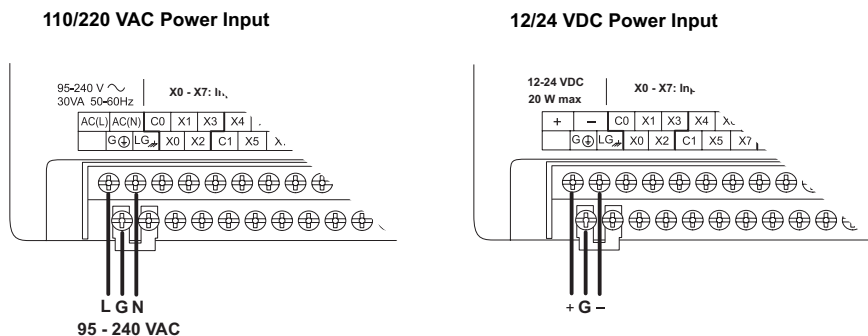 110/220 VAC Power Input
95-240 V
30VA 50-60Hz
X0 - X7:
AC(L) AC(N) C0 X1 X3 X4
G LG X0 X2 C1 X5
L G N
95 - 240 VAC
12/24 VDC Power Input
12-24 VDC
20 W max
X0 - X7:
+ – C0 X1 X3 X4
G LG X0 X2 C1 X5 X7
+ G –